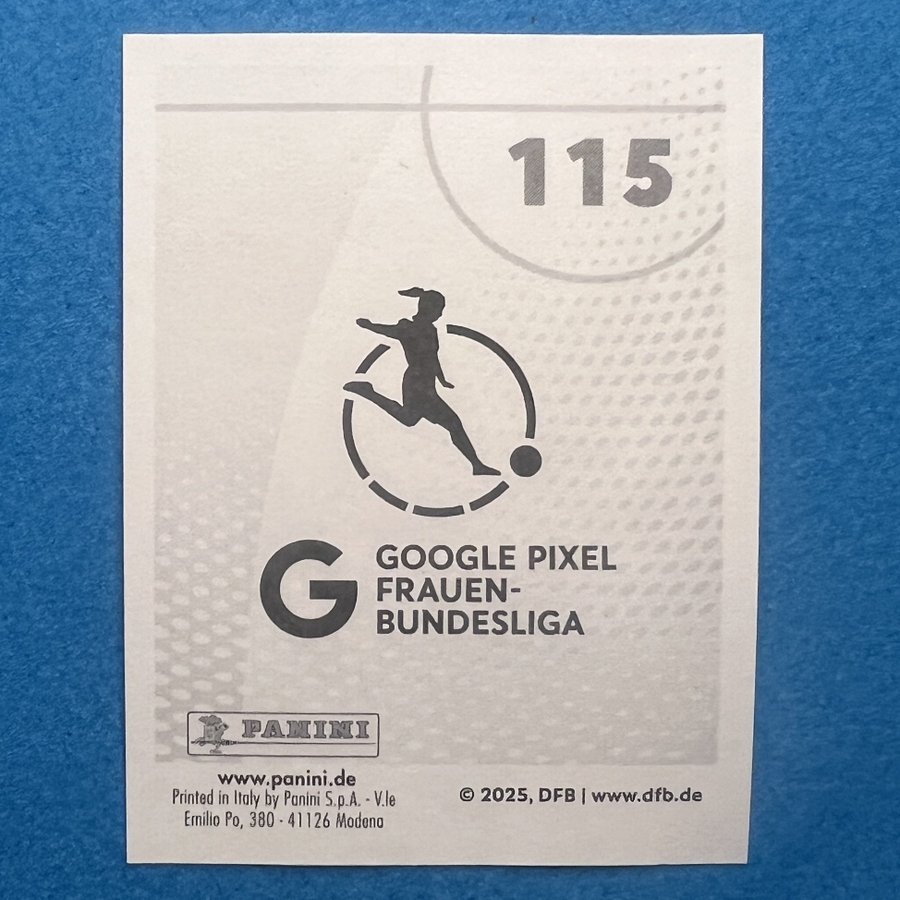 115
G
GOOGLE PIXEL
FRAUEN-
BUNDESLIGA
PANINI
www.panini.de
Printed in Italy by Panini S.p.A. - V.le
Emilio Po, 380 - 41126 Modena
© 2025, DFB | www.dfb.de